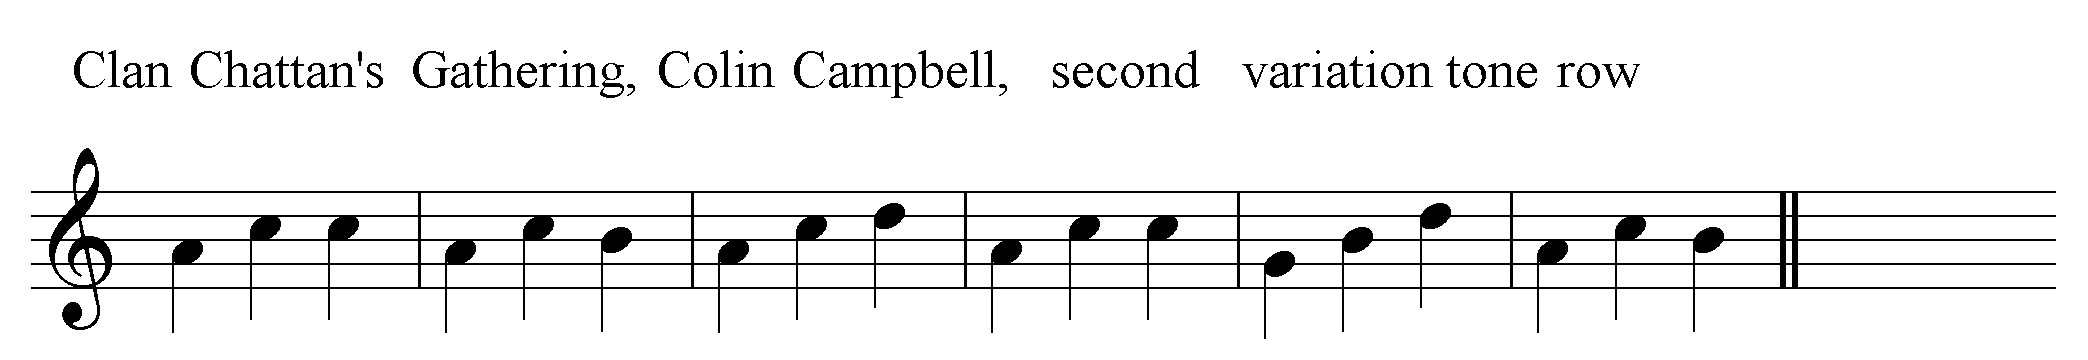 Clan Chattan's Gathering, Colin Campbell, second variation tone row